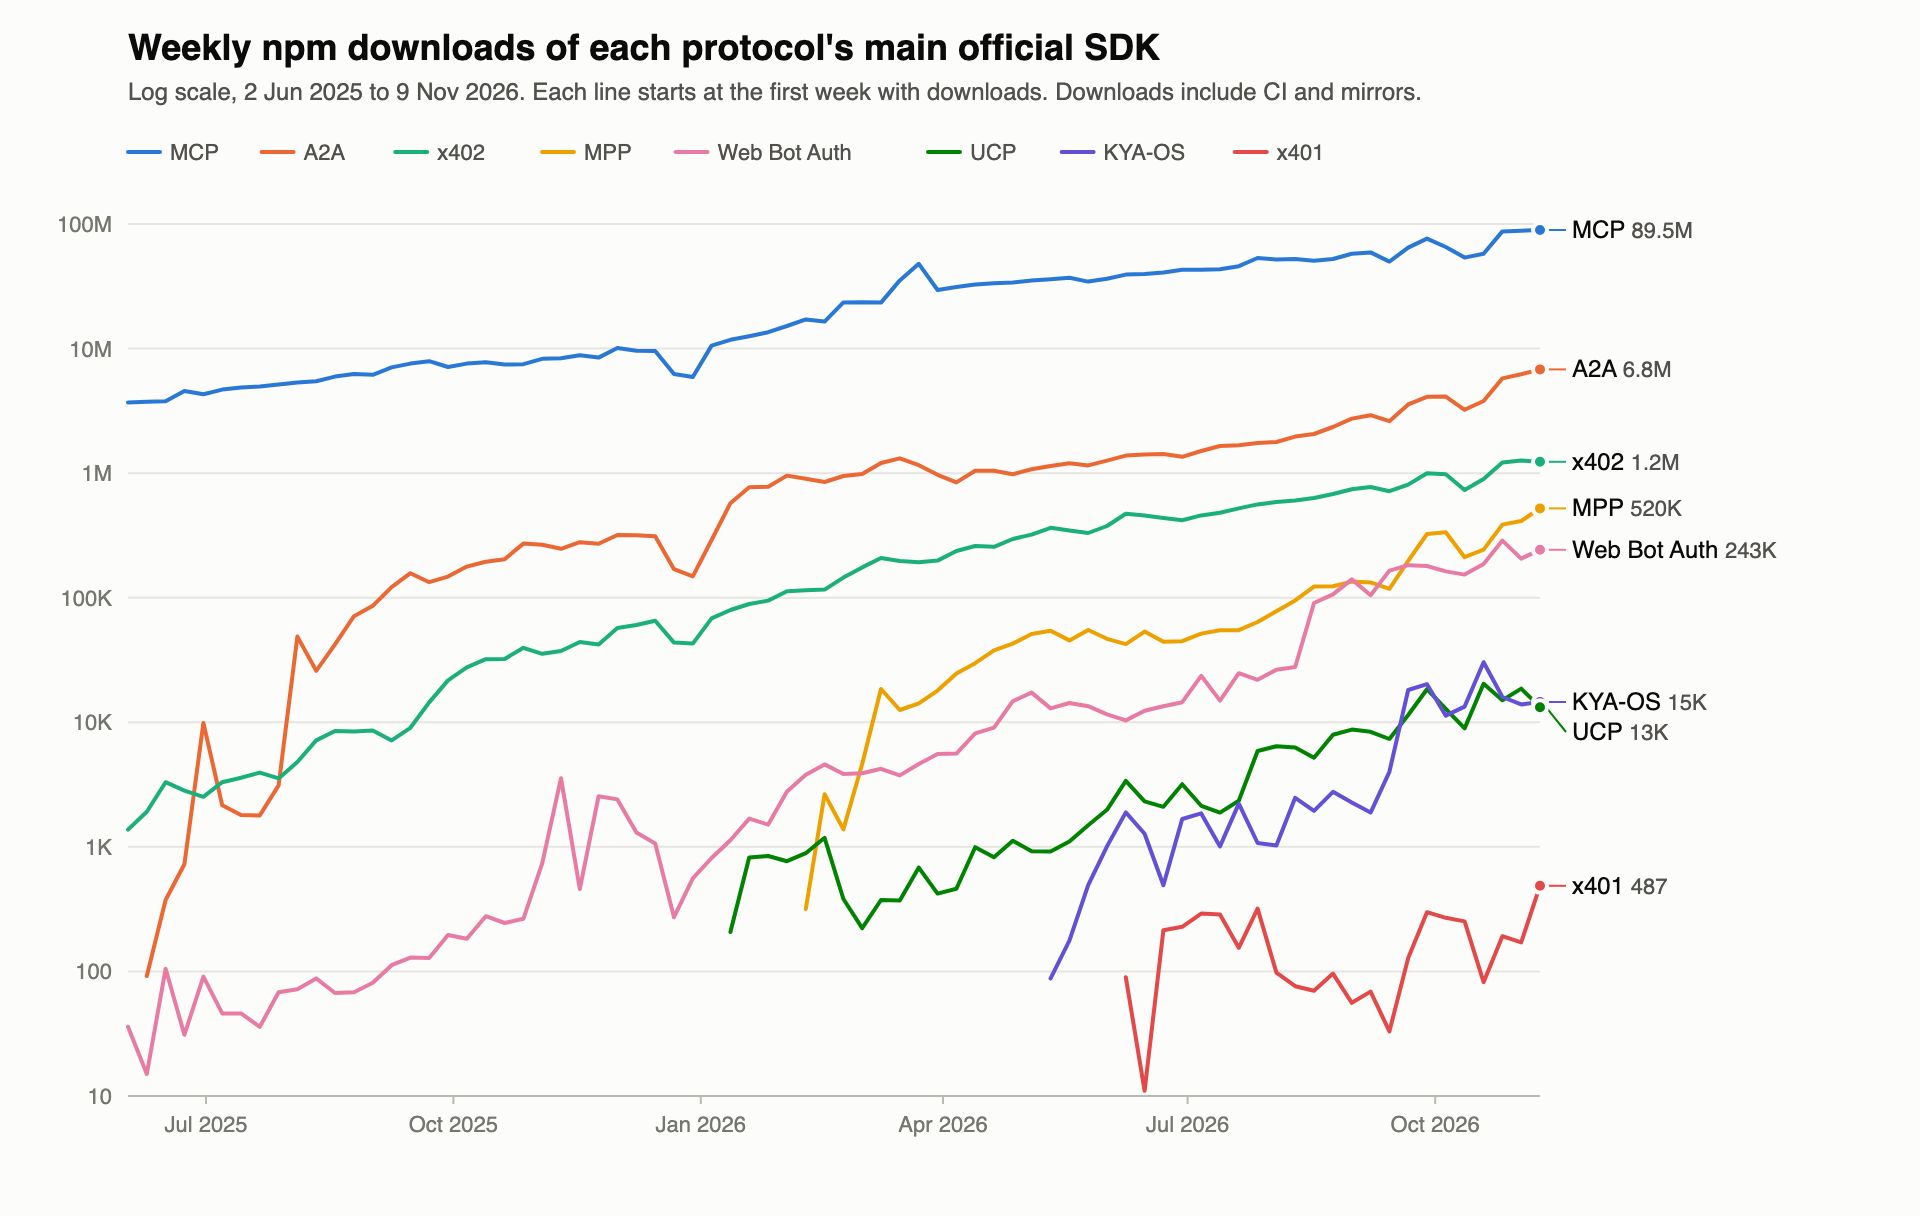 Weekly npm downloads of each protocol's main official SDK
Log scale, 2 Jun 2025 to 9 Nov 2026. Each line starts at the first week with downloads. Downloads include CI and mirrors.
MCP A2A x402 MPP Web Bot Auth UCP KYA-OS x401
100M
MCP 89.5M
10M
A2A 6.8M
1M
x402 1.2M
MPP 520K
Web Bot Auth 243K
100K
KYA-OS 15K
10K
UCP 13K
1K
x401 487
100
10
Jul 2025 Oct 2025 Jan 2026 Apr 2026 Jul 2026 Oct 2026